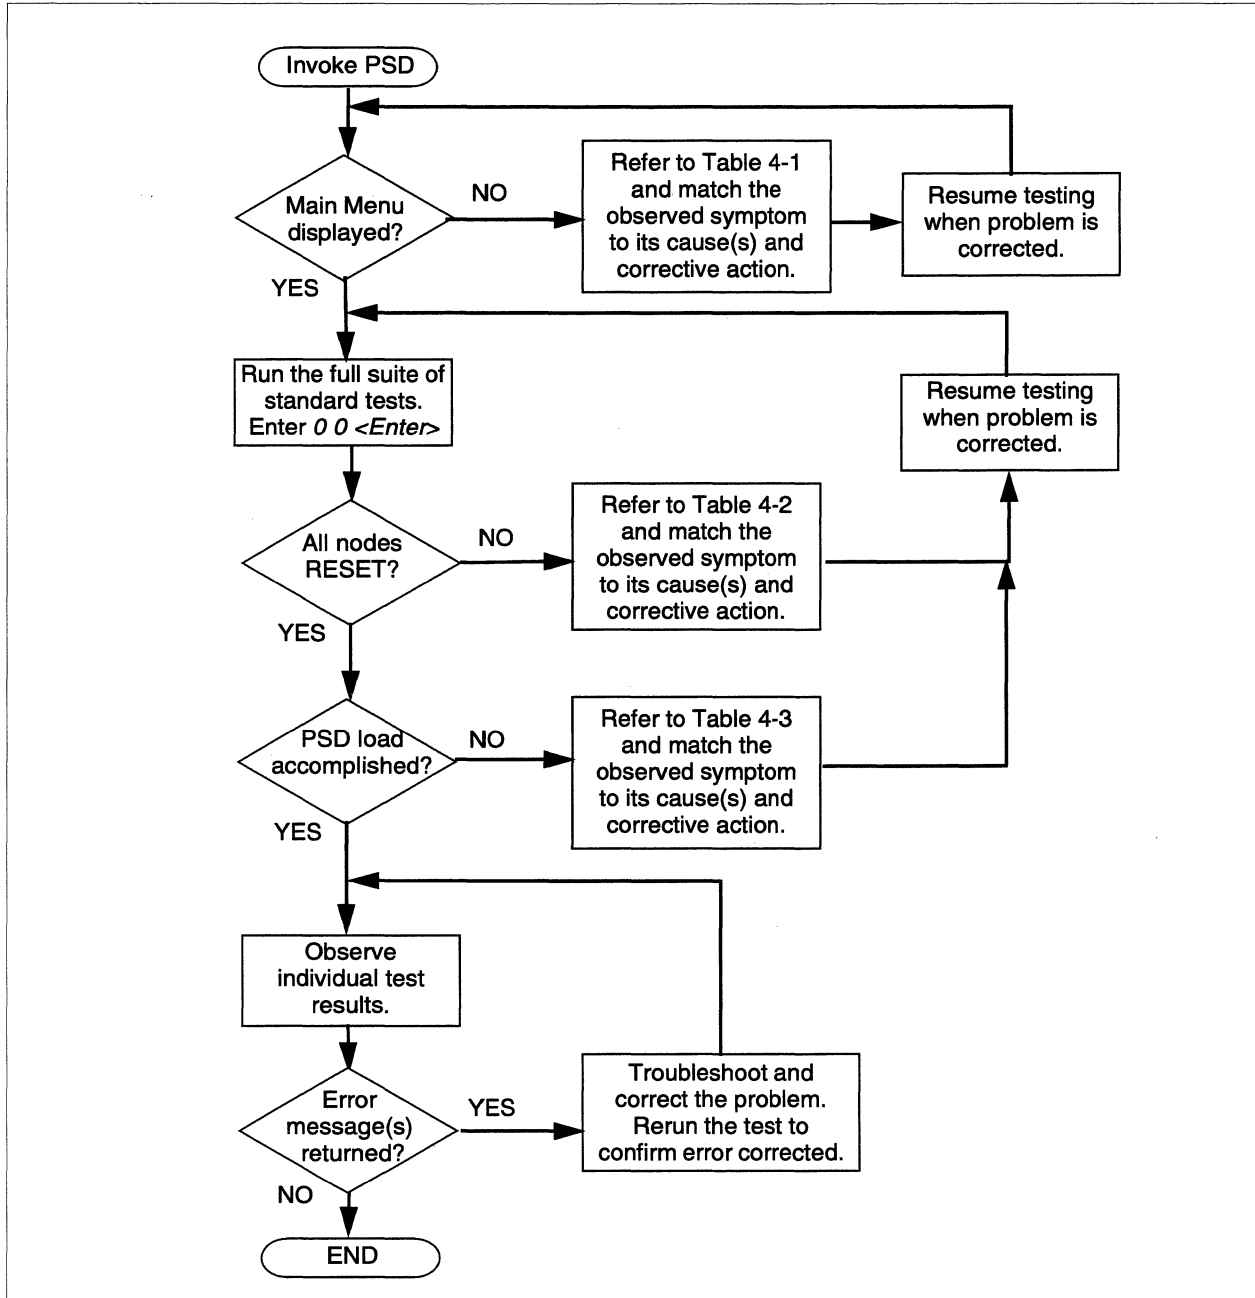 Invoke PSD
Main Menu
displayed?
NO
Refer to Table 4-1
and match the
observed symptom
to its cause(s) and
corrective action.
Resume testing
when problem is
corrected.
YES
Run the full suite of
standard tests.
Enter 0 0 <Enter>
Resume testing
when problem is
corrected.
All nodes
RESET?
NO
Refer to Table 4-2
and match the
observed symptom
to its cause(s) and
corrective action.
YES
PSD load
accomplished?
NO
Refer to Table 4-3
and match the
observed symptom
to its cause(s) and
corrective action.
YES
Observe
individual test
results.
Error
message(s)
returned?
YES
Troubleshoot and
correct the problem.
Rerun the test to
confirm error corrected.
NO
END